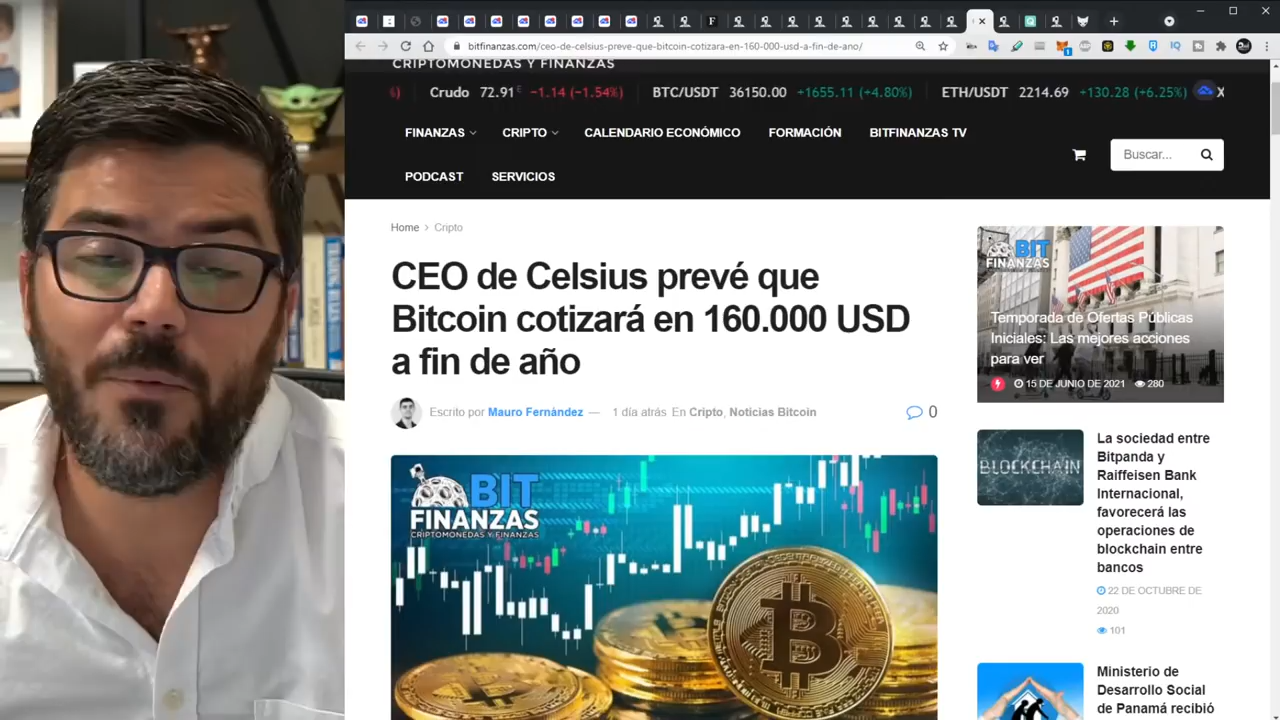 bitfinanzas.com/ceo-de-celsius-preve-que-bitcoin-cotizara-en-160-000-usd-a-fin-de-ano/
CRIPTOMONEDAS Y FINANZAS
%) Crudo 72.91 E −1.14 (−1.54%) BTC/USDT 36150.00 +1655.11 (+4.80%) ETH/USDT 2214.69 +130.28 (+6.25%) X
FINANZAS CRIPTO CALENDARIO ECONÓMICO FORMACIÓN BITFINANZAS TV
PODCAST SERVICIOS
Buscar...
Home > Cripto
CEO de Celsius prevé que
Bitcoin cotizará en 160.000 USD
a fin de año
Escrito por Mauro Fernández — 1 día atrás En Cripto, Noticias Bitcoin
0
BIT
FINANZAS
CRIPTOMONEDAS Y FINANZAS
BIT
FINANZAS
Temporada de Ofertas Públicas
Iniciales: Las mejores acciones
para ver
15 DE JUNIO DE 2021 280
BLOCKCHAIN
La sociedad entre
Bitpanda y
Raiffeisen Bank
Internacional,
favorecerá las
operaciones de
blockchain entre
bancos
22 DE OCTUBRE DE
2020
101
Ministerio de
Desarrollo Social
de Panamá recibió